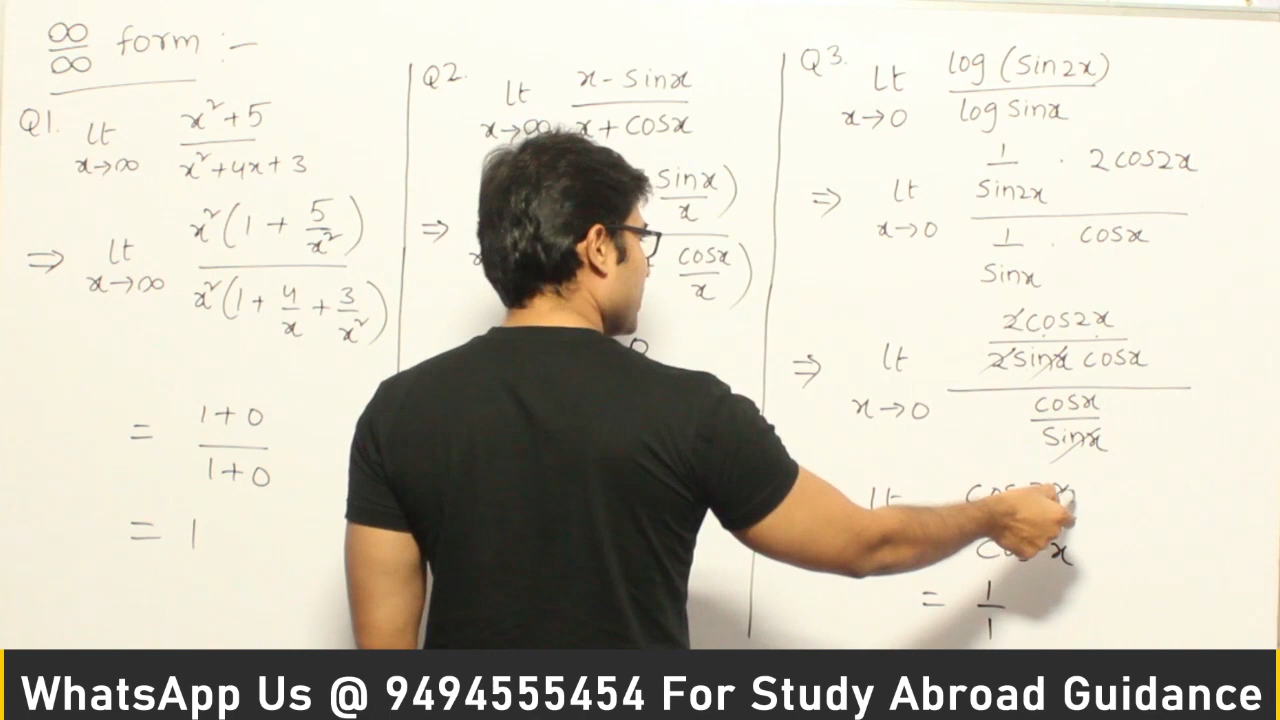 ∞/∞ form :-
Q1. lt x→∞ x²+5 / x²+4x+3
⇒ lt x→∞ x²(1 + 5/x²) / x²(1 + 4/x + 3/x²)
= 1+0 / 1+0
= 1
Q2. lt x→∞ x - sinx / x + cosx
⇒ sinx/x) / cosx/x)
0
Q3. lt x→0 log (sin2x) / log sinx
⇒ lt x→0 1/sin2x · 2cos2x / 1/sinx · cosx
⇒ lt x→0 2cos2x / 2sinx cosx / cosx / sinx
lt
= 1/1
WhatsApp Us @ 9494555454 For Study Abroad Guidance